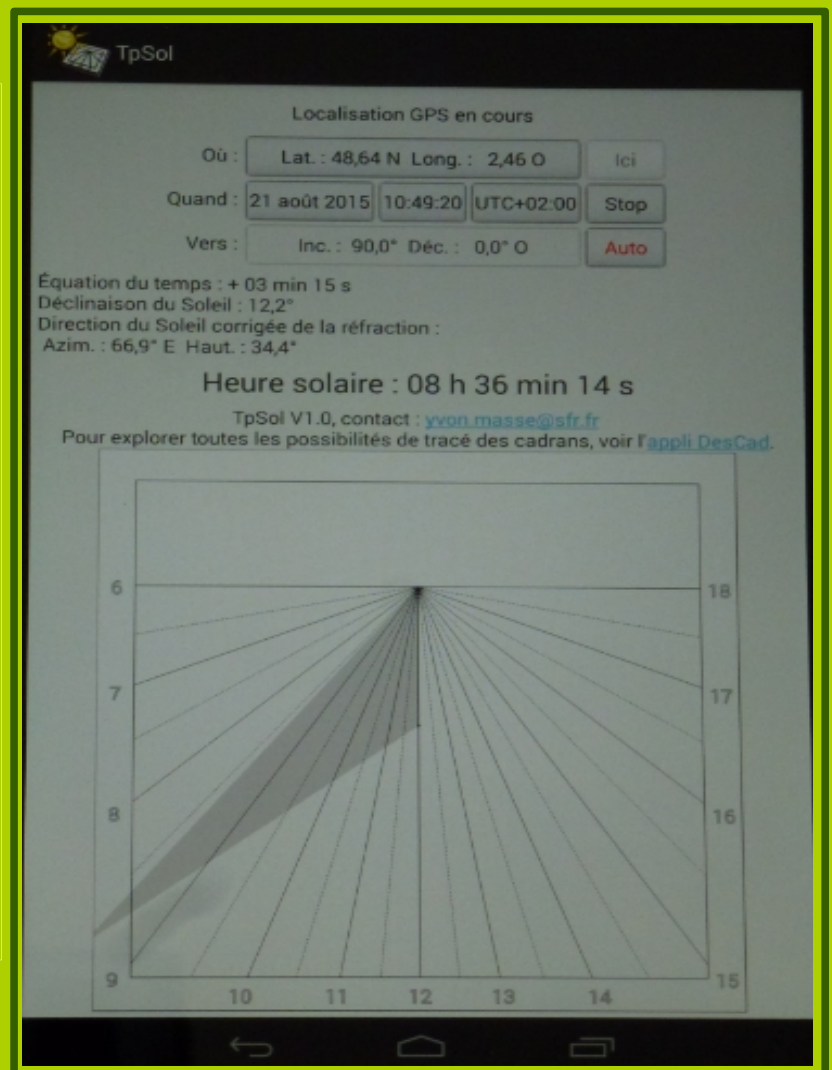 TpSol
Localisation GPS en cours
Où : Lat. : 48,64 N Long. : 2,46 O Ici
Quand : 21 août 2015 10:49:20 UTC+02:00 Stop
Vers : Inc. : 90,0° Déc. : 0,0° O Auto
Équation du temps : + 03 min 15 s
Déclinaison du Soleil : 12,2°
Direction du Soleil corrigée de la réfraction :
Azim. : 66,9° E Haut. : 34,4°
Heure solaire : 08 h 36 min 14 s
TpSol V1.0, contact : yvon.masse@sfr.fr
Pour explorer toutes les possibilités de tracé des cadrans, voir l'appli DesCad.
6 18
7 17
8 16
9 15
10 11 12 13 14